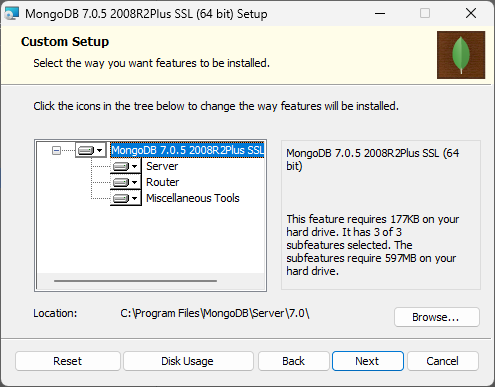 MongoDB 7.0.5 2008R2Plus SSL (64 bit) Setup
Custom Setup
Select the way you want features to be installed.
Click the icons in the tree below to change the way features will be installed.
MongoDB 7.0.5 2008R2Plus SSL
Server
Router
Miscellaneous Tools
MongoDB 7.0.5 2008R2Plus SSL (64
bit)
This feature requires 177KB on your
hard drive. It has 3 of 3
subfeatures selected. The
subfeatures require 597MB on your
hard drive.
Location: C:\Program Files\MongoDB\Server\7.0\
Browse...
Reset Disk Usage Back Next Cancel